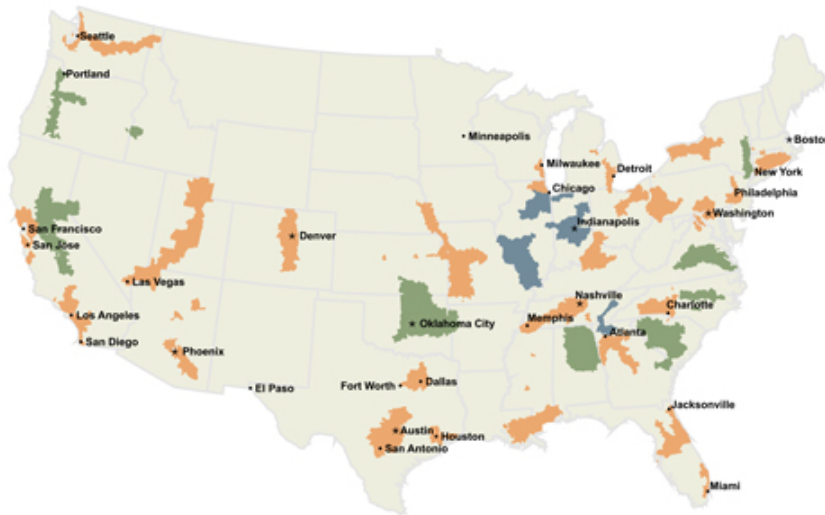 Seattle
Portland
Minneapolis
Boston
Milwaukee
Detroit
New York
Chicago
Philadelphia
Washington
Indianapolis
San Francisco
Denver
San Jose
Las Vegas
Nashville
Charlotte
Los Angeles
Memphis
Oklahoma City
Atlanta
San Diego
Phoenix
El Paso
Fort Worth
Dallas
Jacksonville
Austin
Houston
San Antonio
Miami